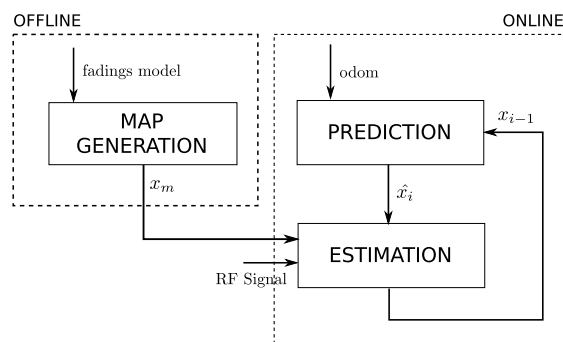 OFFLINE
ONLINE
fadings model
odom
MAP
GENERATION
PREDICTION
x_{i-1}
x_m
\hat{x}_i
ESTIMATION
RF Signal